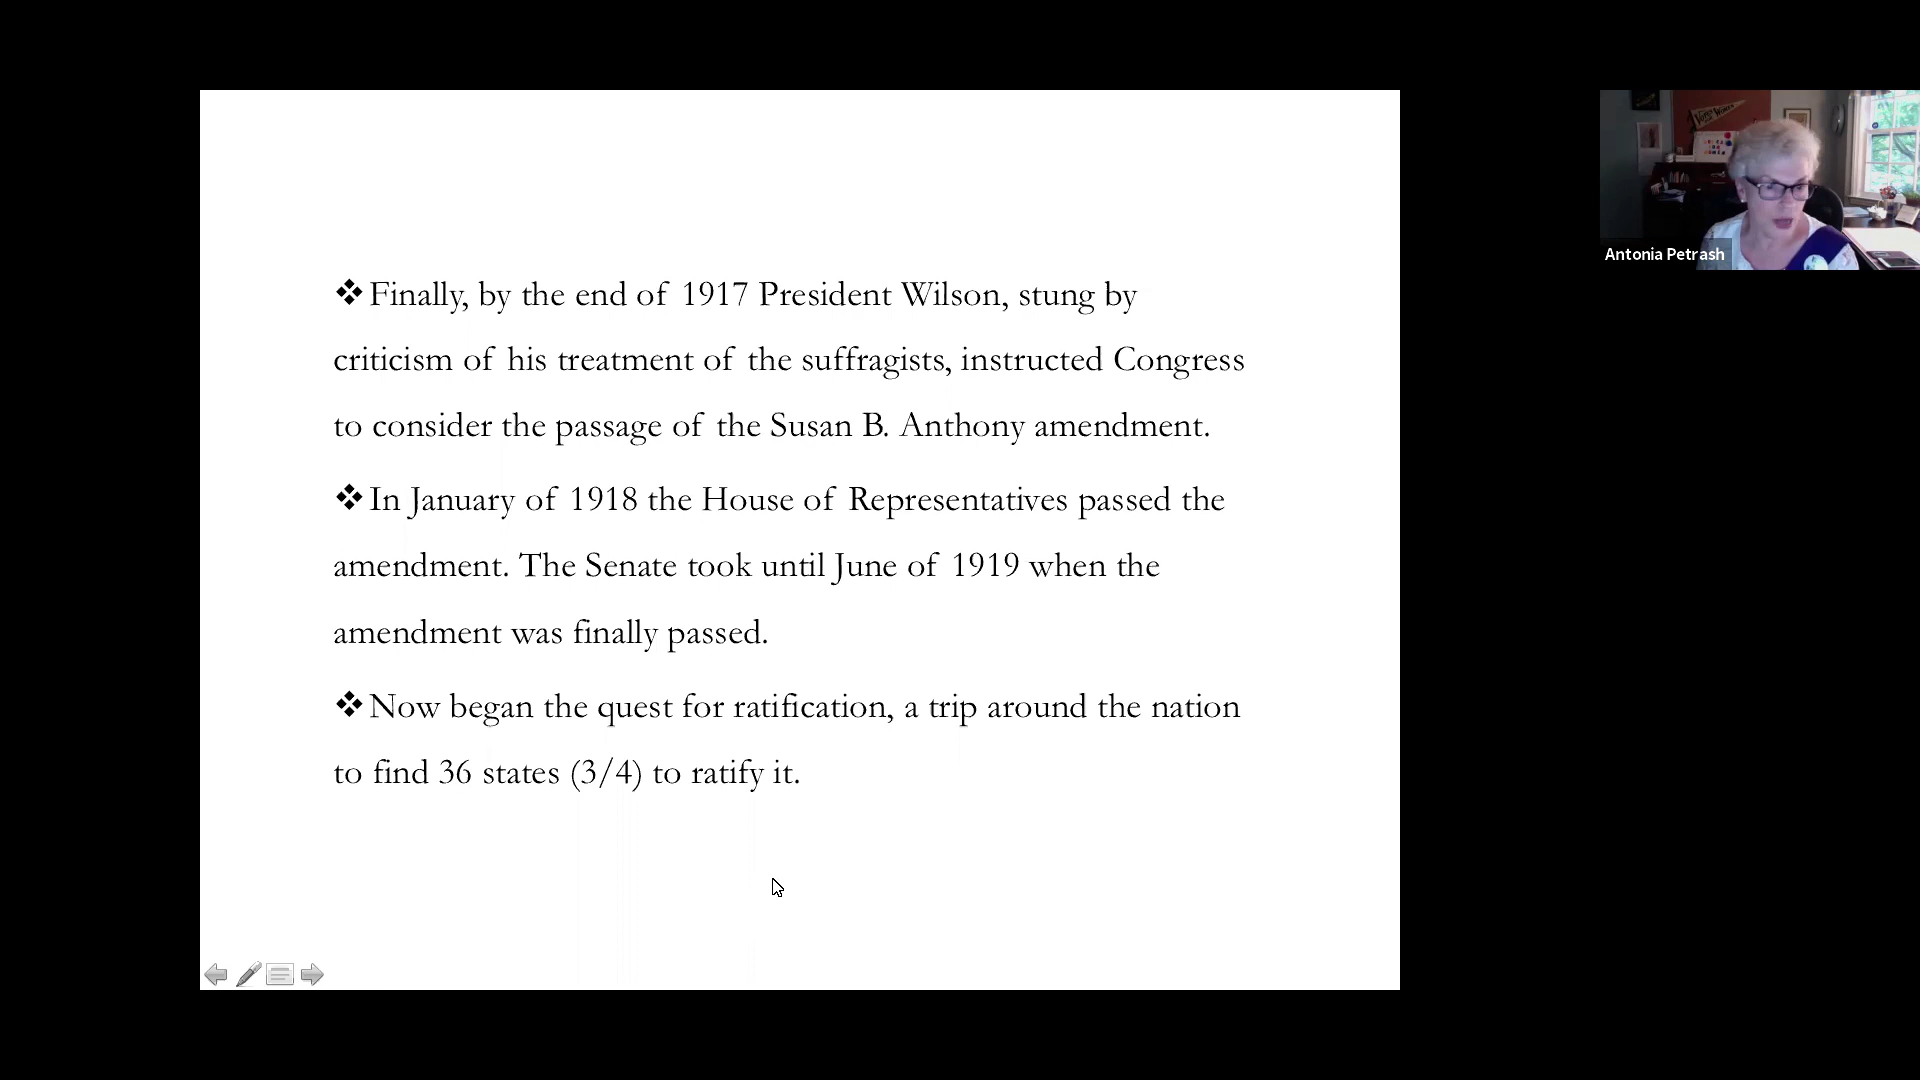 ❖Finally, by the end of 1917 President Wilson, stung by
criticism of his treatment of the suffragists, instructed Congress
to consider the passage of the Susan B. Anthony amendment.
❖In January of 1918 the House of Representatives passed the
amendment. The Senate took until June of 1919 when the
amendment was finally passed.
❖Now began the quest for ratification, a trip around the nation
to find 36 states (3/4) to ratify it.
Votes for Women
Antonia Petrash